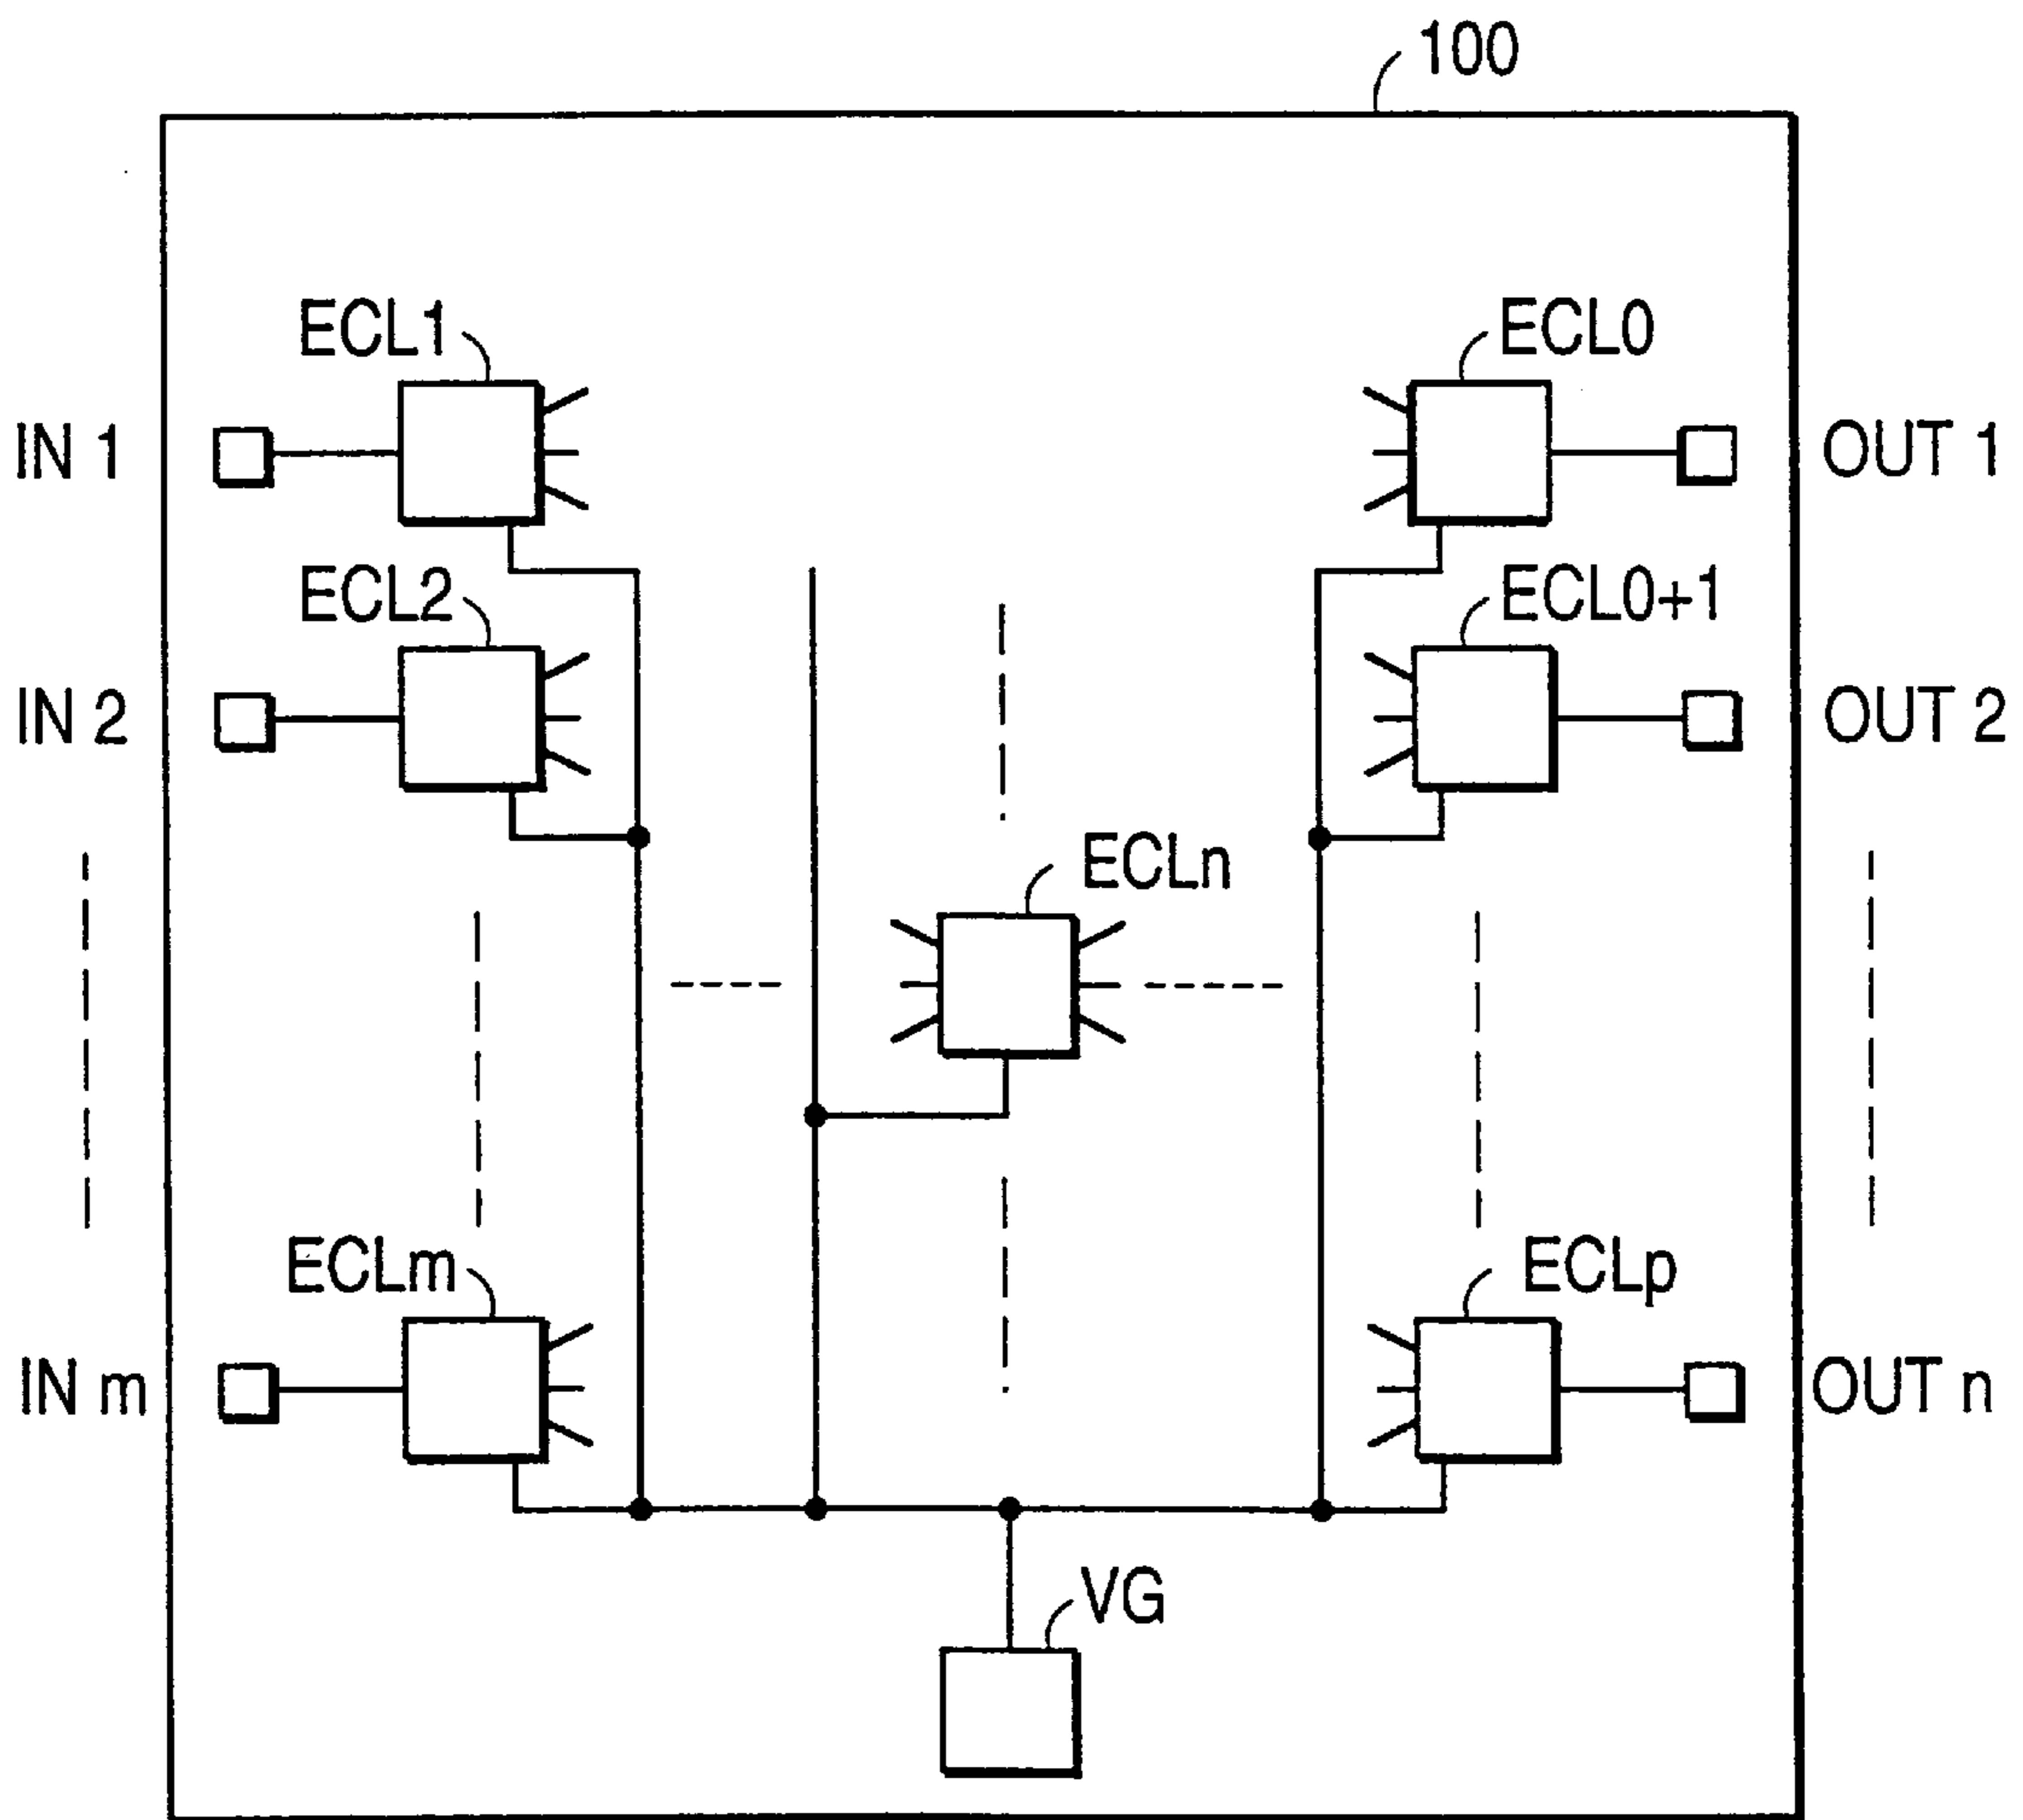 100
ECL1
ECL0
IN 1
OUT 1
ECL2
ECL0+1
IN 2
OUT 2
ECLn
ECLm
ECLp
IN m
OUT n
VG